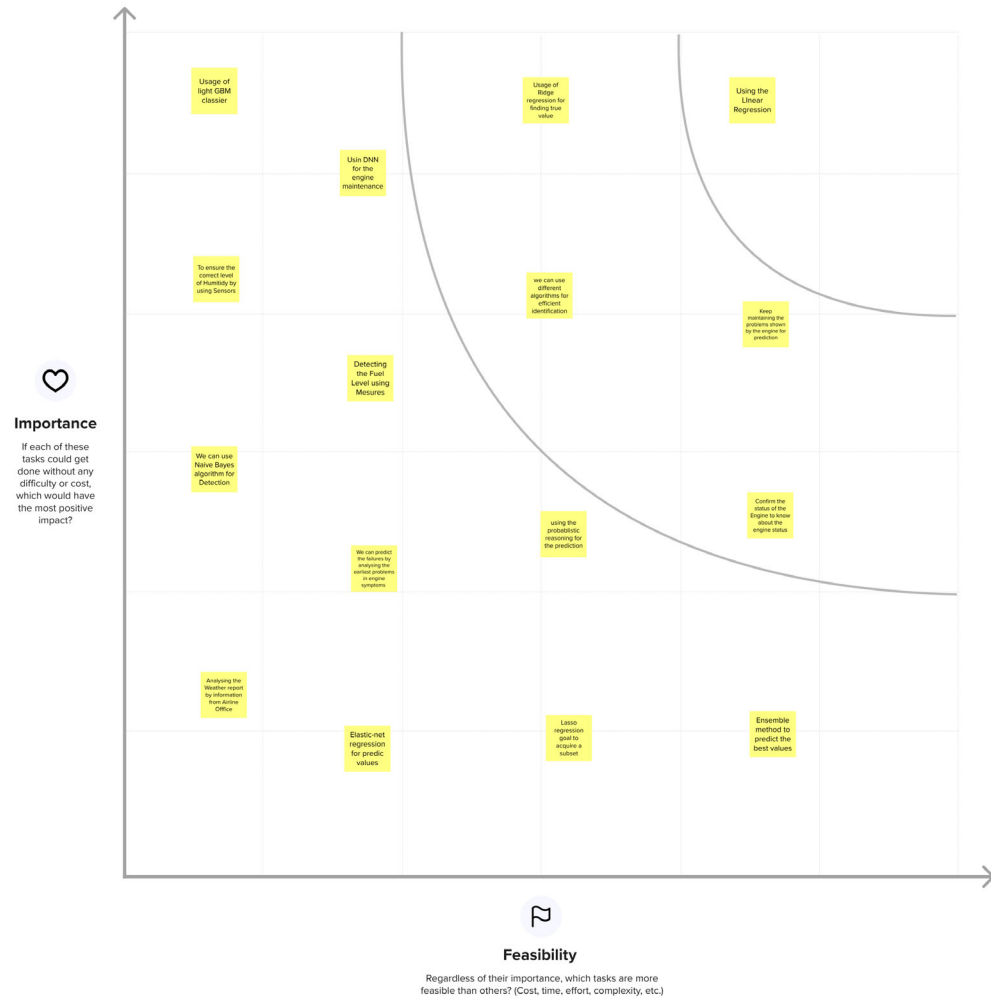 Usage of
light GBM
classier
Usage of
Ridge
regression for
finding true
value
Using the
LInear
Regression
Usin DNN
for the
engine
maintenance
To ensure the
correct level
of Humitidy by
using Sensors
we can use
different
algorithms for
efficient
identification
Keep
maintaining the
problems shown
by the engine for
prediction
Detecting
the Fuel
Level using
Mesures
Importance
If each of these
tasks could get
done without any
difficulty or cost,
which would have
the most positive
impact?
We can use
Naive Bayes
algorithm for
Detection
Confirm the
status of the
Engine to know
about the
engine status
using the
probablistic
reasoning for
the prediction
We can predict
the failures by
analysing the
earliest problems
in engine
symptoms
Analysing the
Weather report
by information
from Airline
Offfice
Elastic-net
regression
for predic
values
Lasso
regression
goal to
acquire a
subset
Ensemble
method to
predict the
best values
Feasibility
Regardless of their importance, which tasks are more
feasible than others? (Cost, time, effort, complexity, etc.)